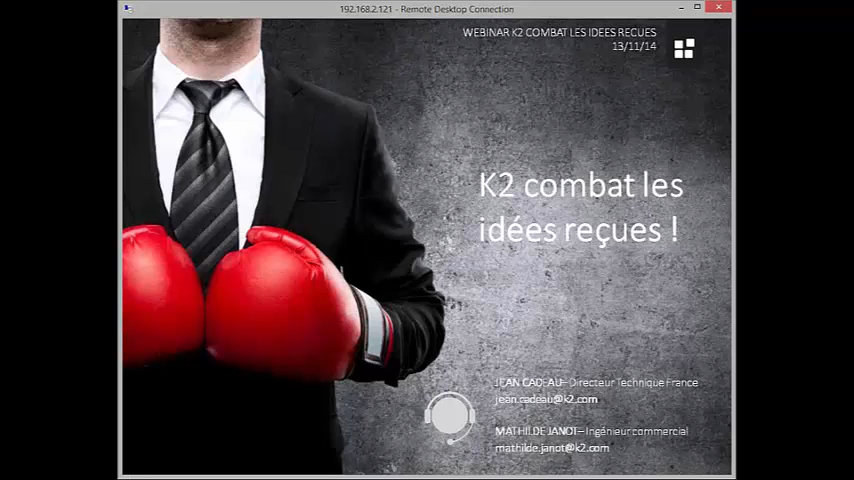 192.168.2.121 - Remote Desktop Connection
WEBINAR K2 COMBAT LES IDEES RECUES
13/11/14
K2 combat les
idées reçues !
JEAN CADEAU– Directeur Technique France
jean.cadeau@k2.com
MATHILDE JANOT– Ingénieur commercial
mathilde.janot@k2.com